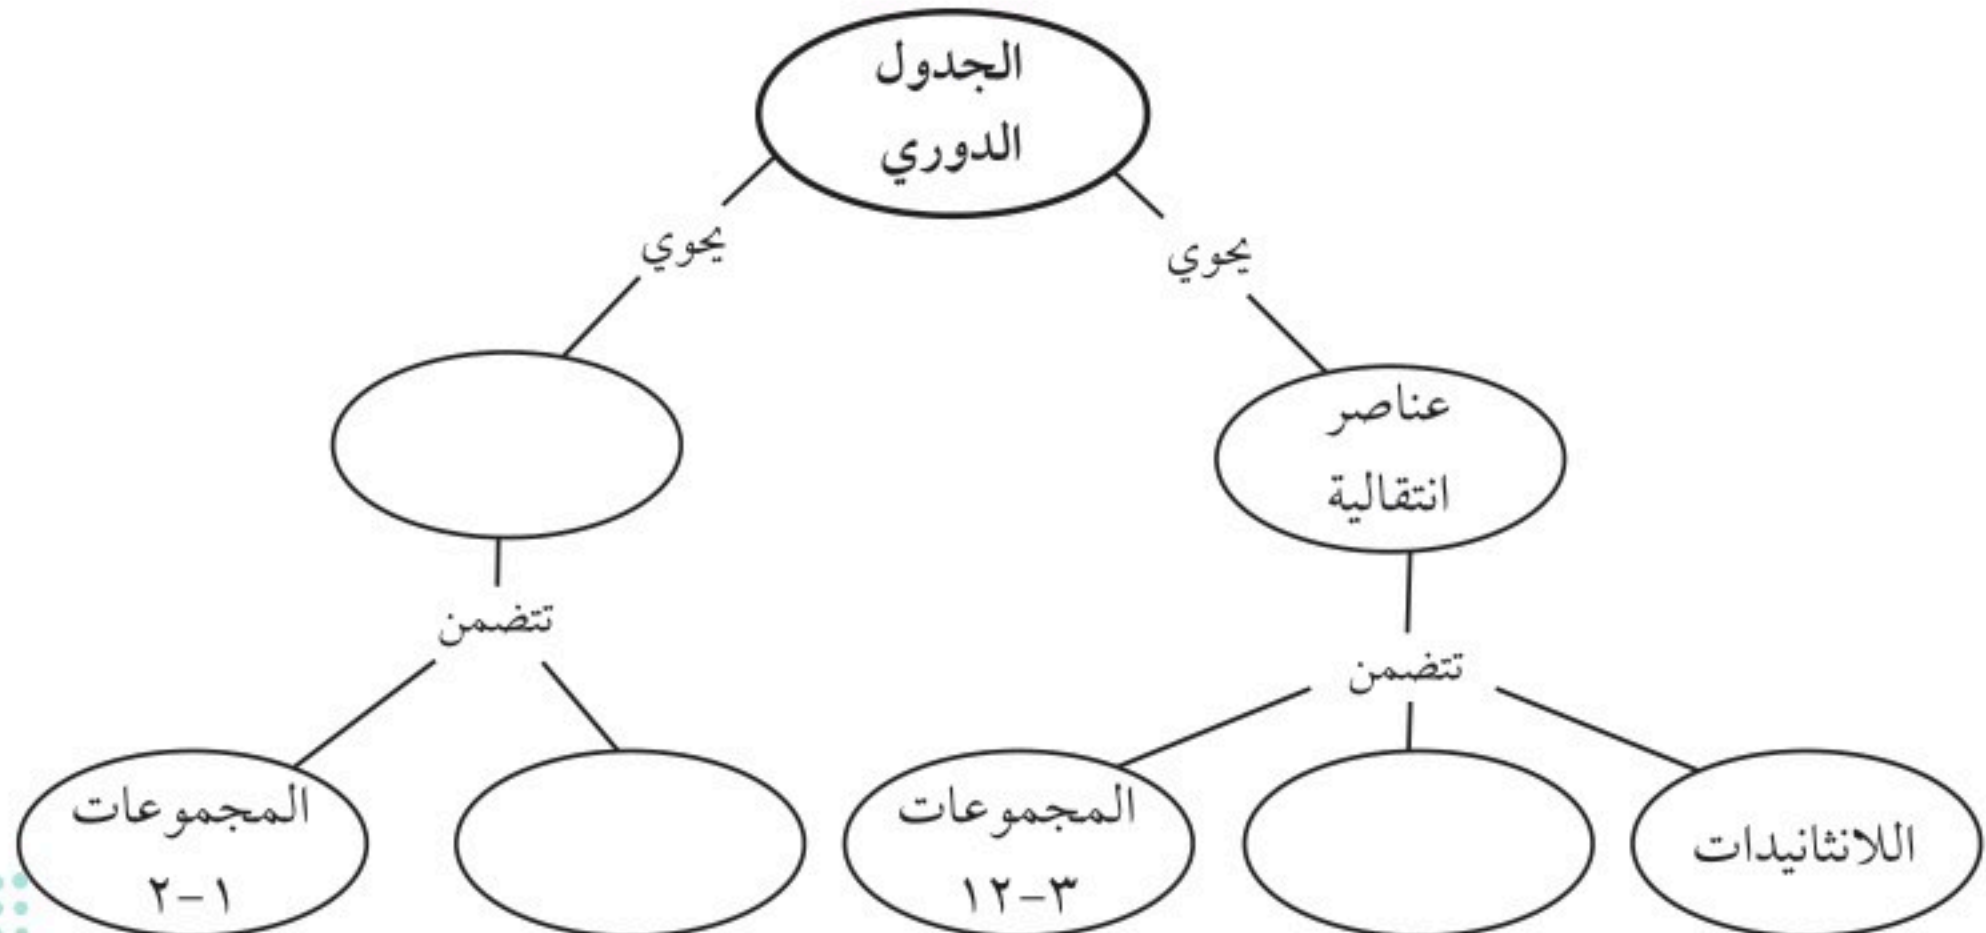 الجدول
الدوري
يحوي
يحوي
عناصر
انتقالية
تتضمن
تتضمن
اللانثانيدات
المجموعات
٣-١٢
المجموعات
١-٢